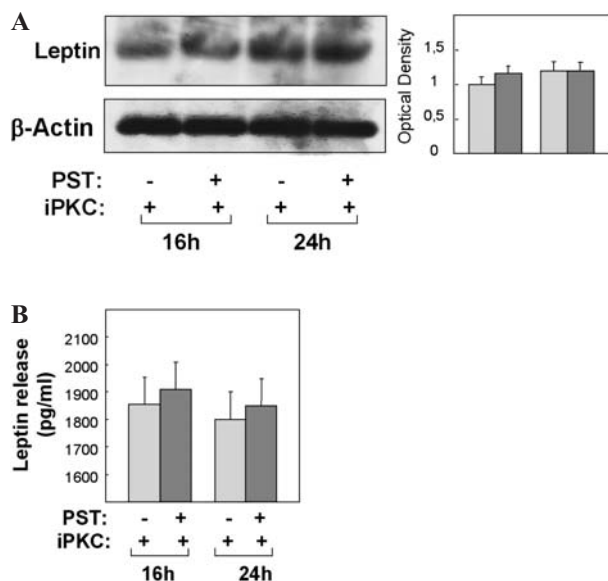 A
Leptin
β-Actin
PST: - + - +
iPKC: + + + +
16h 24h
Optical Density
1,5
1
0,5
0
B
Leptin release
(pg/ml)
2100
2000
1900
1800
1700
1600
PST: - + - +
iPKC: + + + +
16h 24h